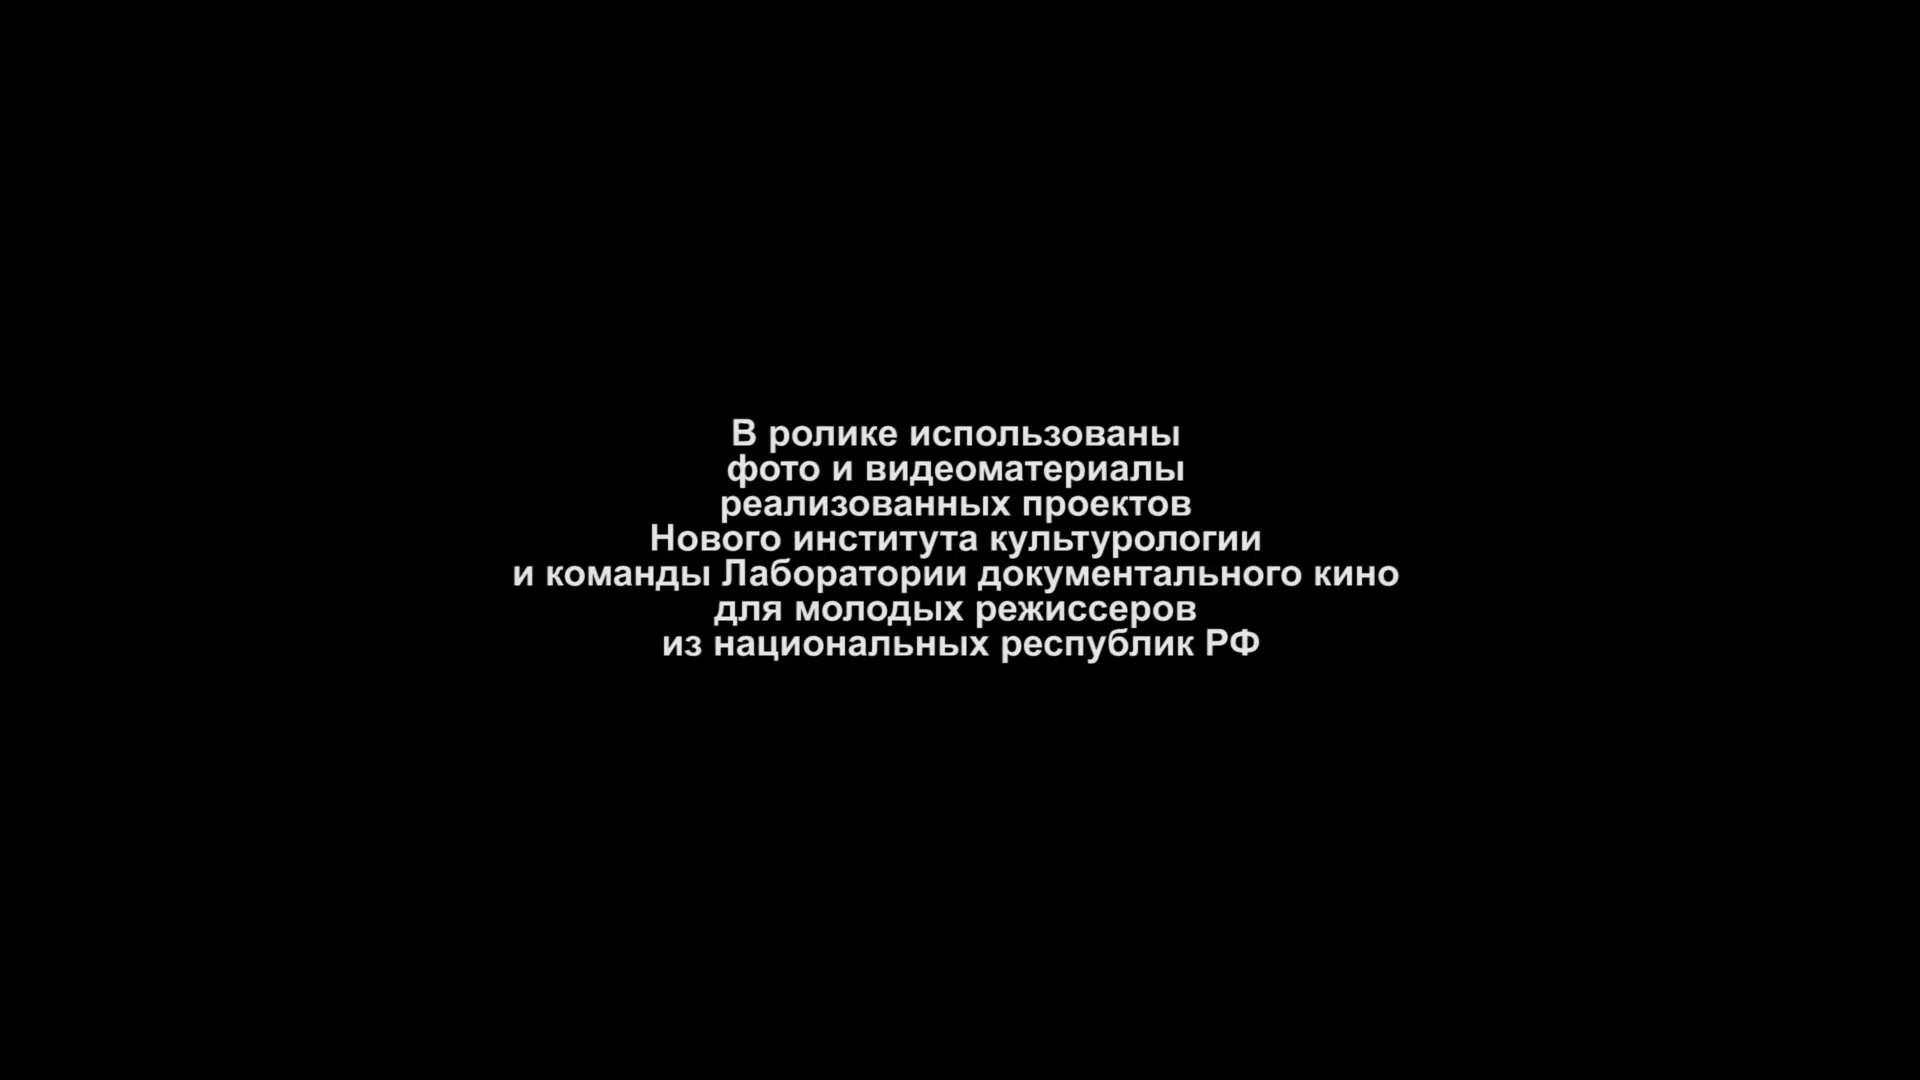 В ролике использованы
фото и видеоматериалы
реализованных проектов
Нового института культурологии
и команды Лаборатории документального кино
для молодых режиссеров
из национальных республик РФ